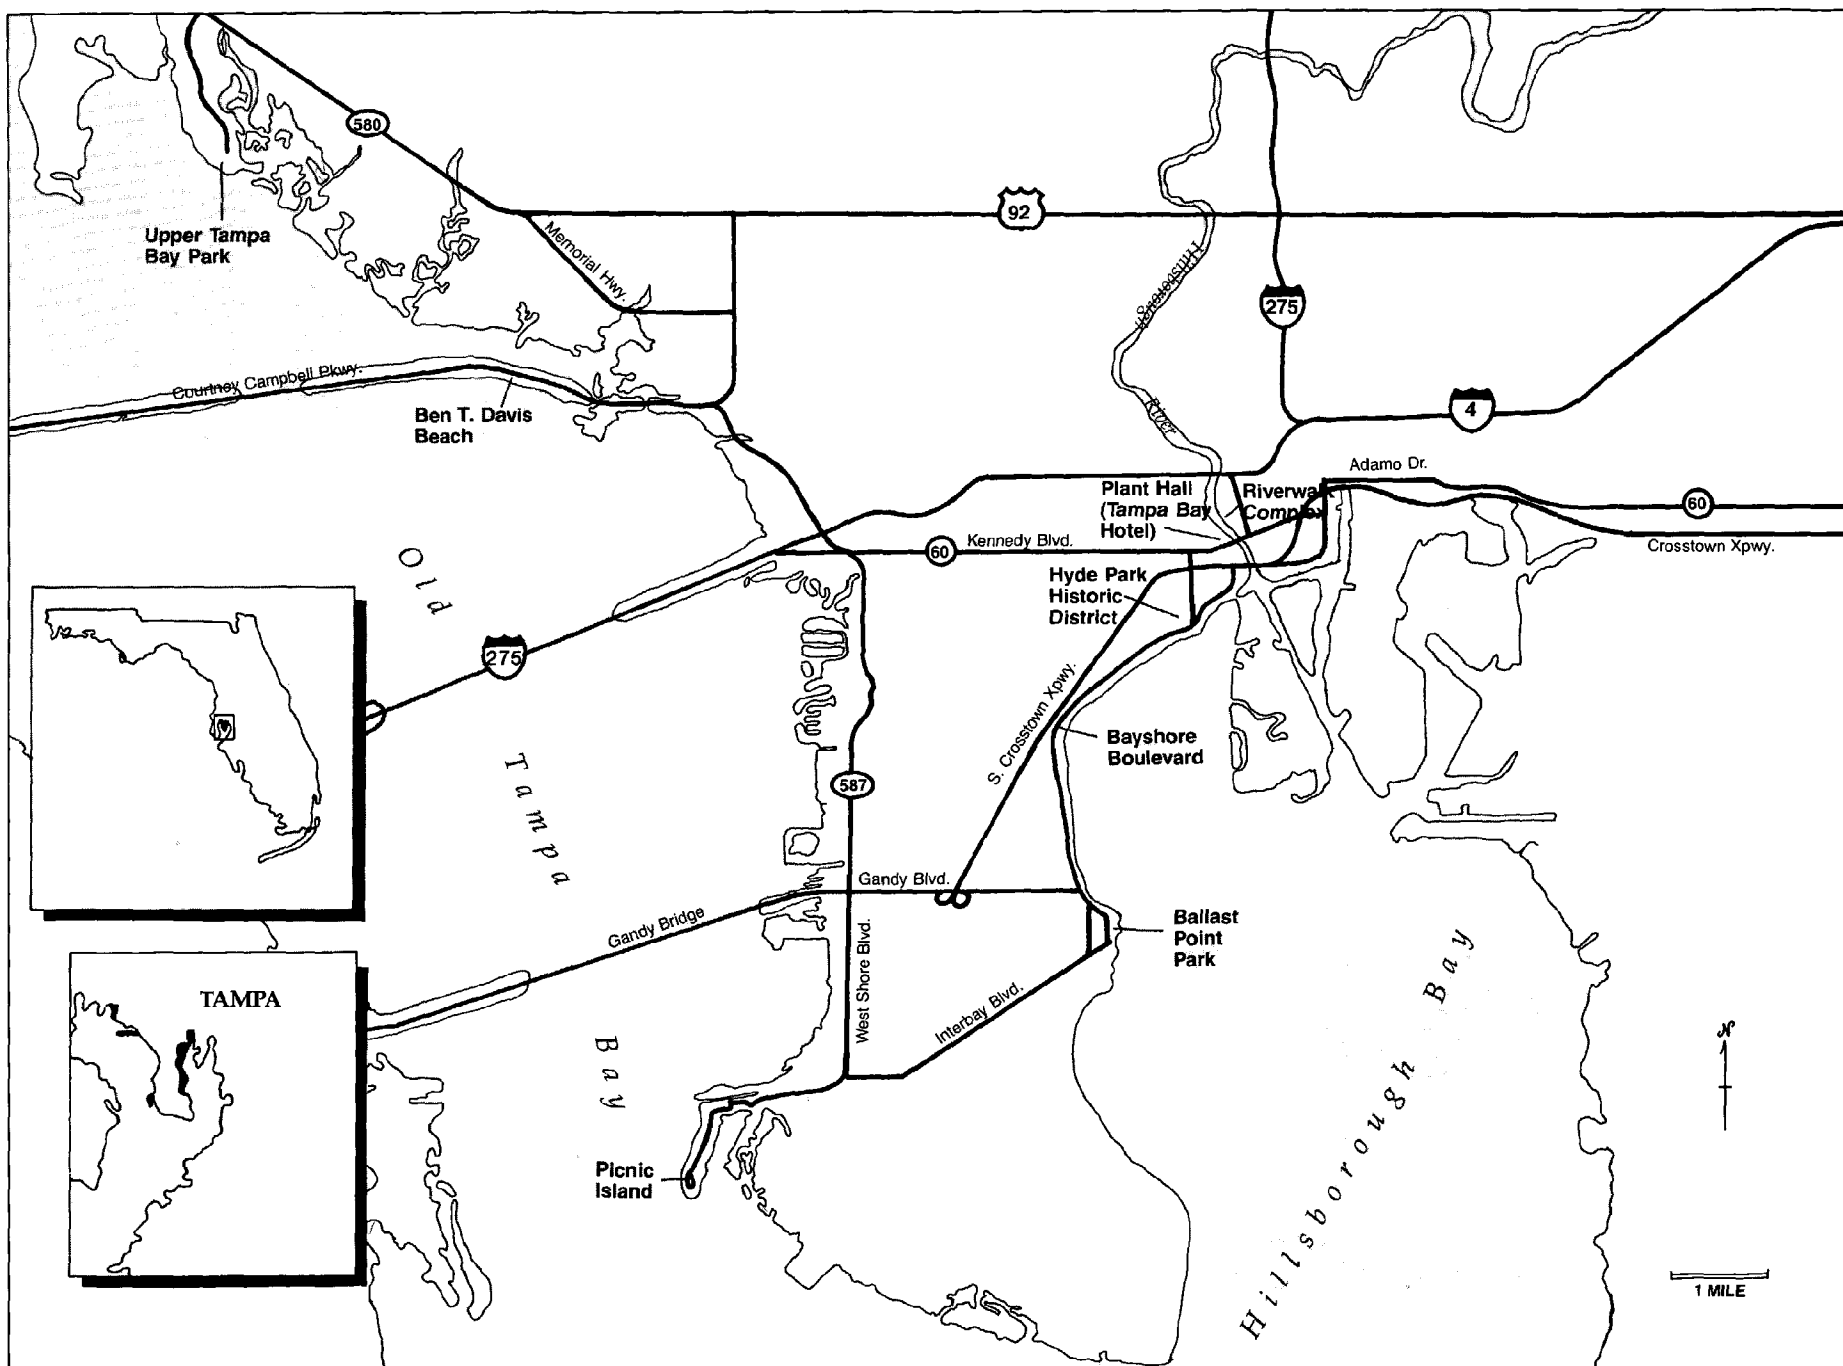 580
92
Upper Tampa
Bay Park
Memorial Hwy.
Hillsborough
River
275
Courtney Campbell Pkwy.
Ben T. Davis
Beach
4
Adamo Dr.
Plant Hall
(Tampa Bay
Hotel)
Riverwalk
Complex
60
60
Kennedy Blvd.
Crosstown Xpwy.
Hyde Park
Historic
District
Old
Tampa
Bay
275
S. Crosstown Xpwy.
Bayshore
Boulevard
587
Gandy Blvd.
Gandy Bridge
West Shore Blvd.
Ballast
Point
Park
Interbay Blvd.
Hillsborough Bay
TAMPA
N
Picnic
Island
1 MILE